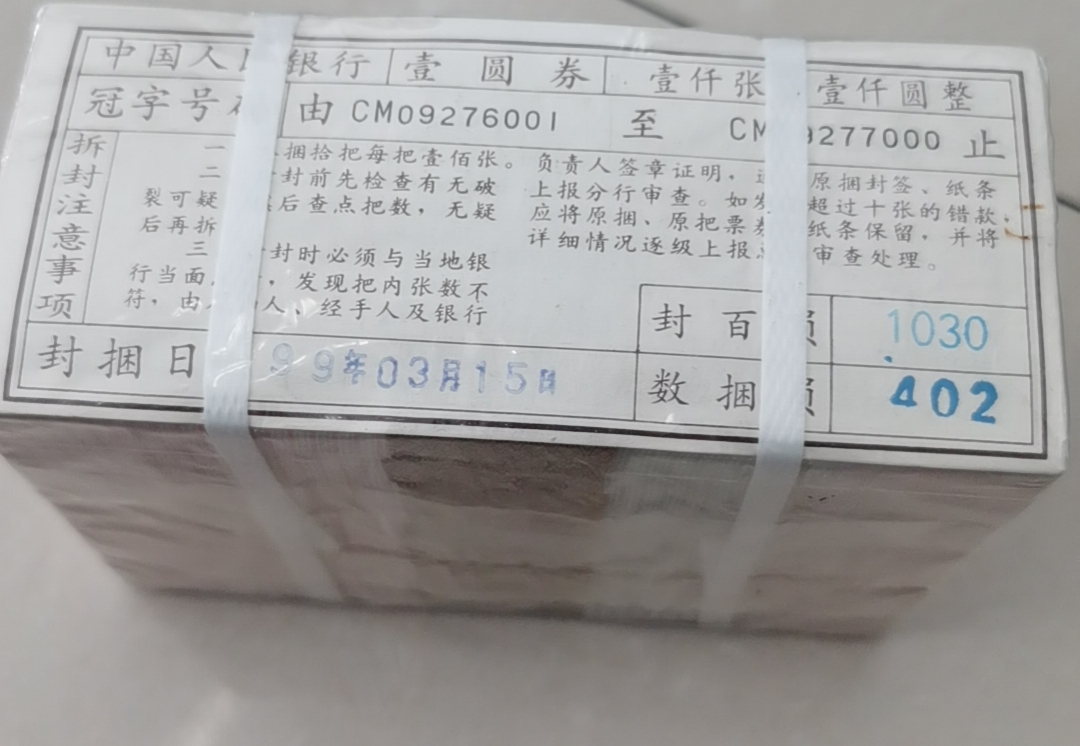 中国人 银行 壹圆券 壹仟张 壹仟圆整
冠字号 由 CM09276001 至 CM 9277000 止
拆封注意事项
一 捆拾把每把壹佰张。
二 封前先检查有无破
裂可疑 后查点把数，无疑
后再拆
三 封时必须与当地银
行当面 ，发现把内张数不
符，由 人、经手人及银行
负责人签章证明， 原捆封签、纸条
上报分行审查。如 超过十张的错款，
应将原捆、原把票 纸条保留，并将
详细情况逐级上报 审查处理。
封捆日 99年03月15日
封百 1030
数捆 402